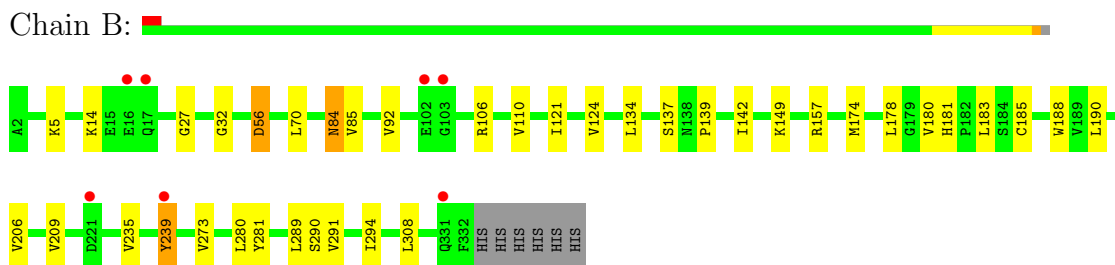 Chain B:
A2 K5 K14 E15 E16 Q17 G27 G32 D56 L70 N84 V85 V92 E102 G103 R106 V110 I121 V124 L134 S137 N138 P139 I142 K149 R157 M174 L178 G179 V180 H181 P182 L183 S184 C185 W188 V189 L190
V206 V209 D221 V235 Y239 V273 L280 Y281 L289 S290 V291 I294 L308 Q331 F332 HIS HIS HIS HIS HIS HIS